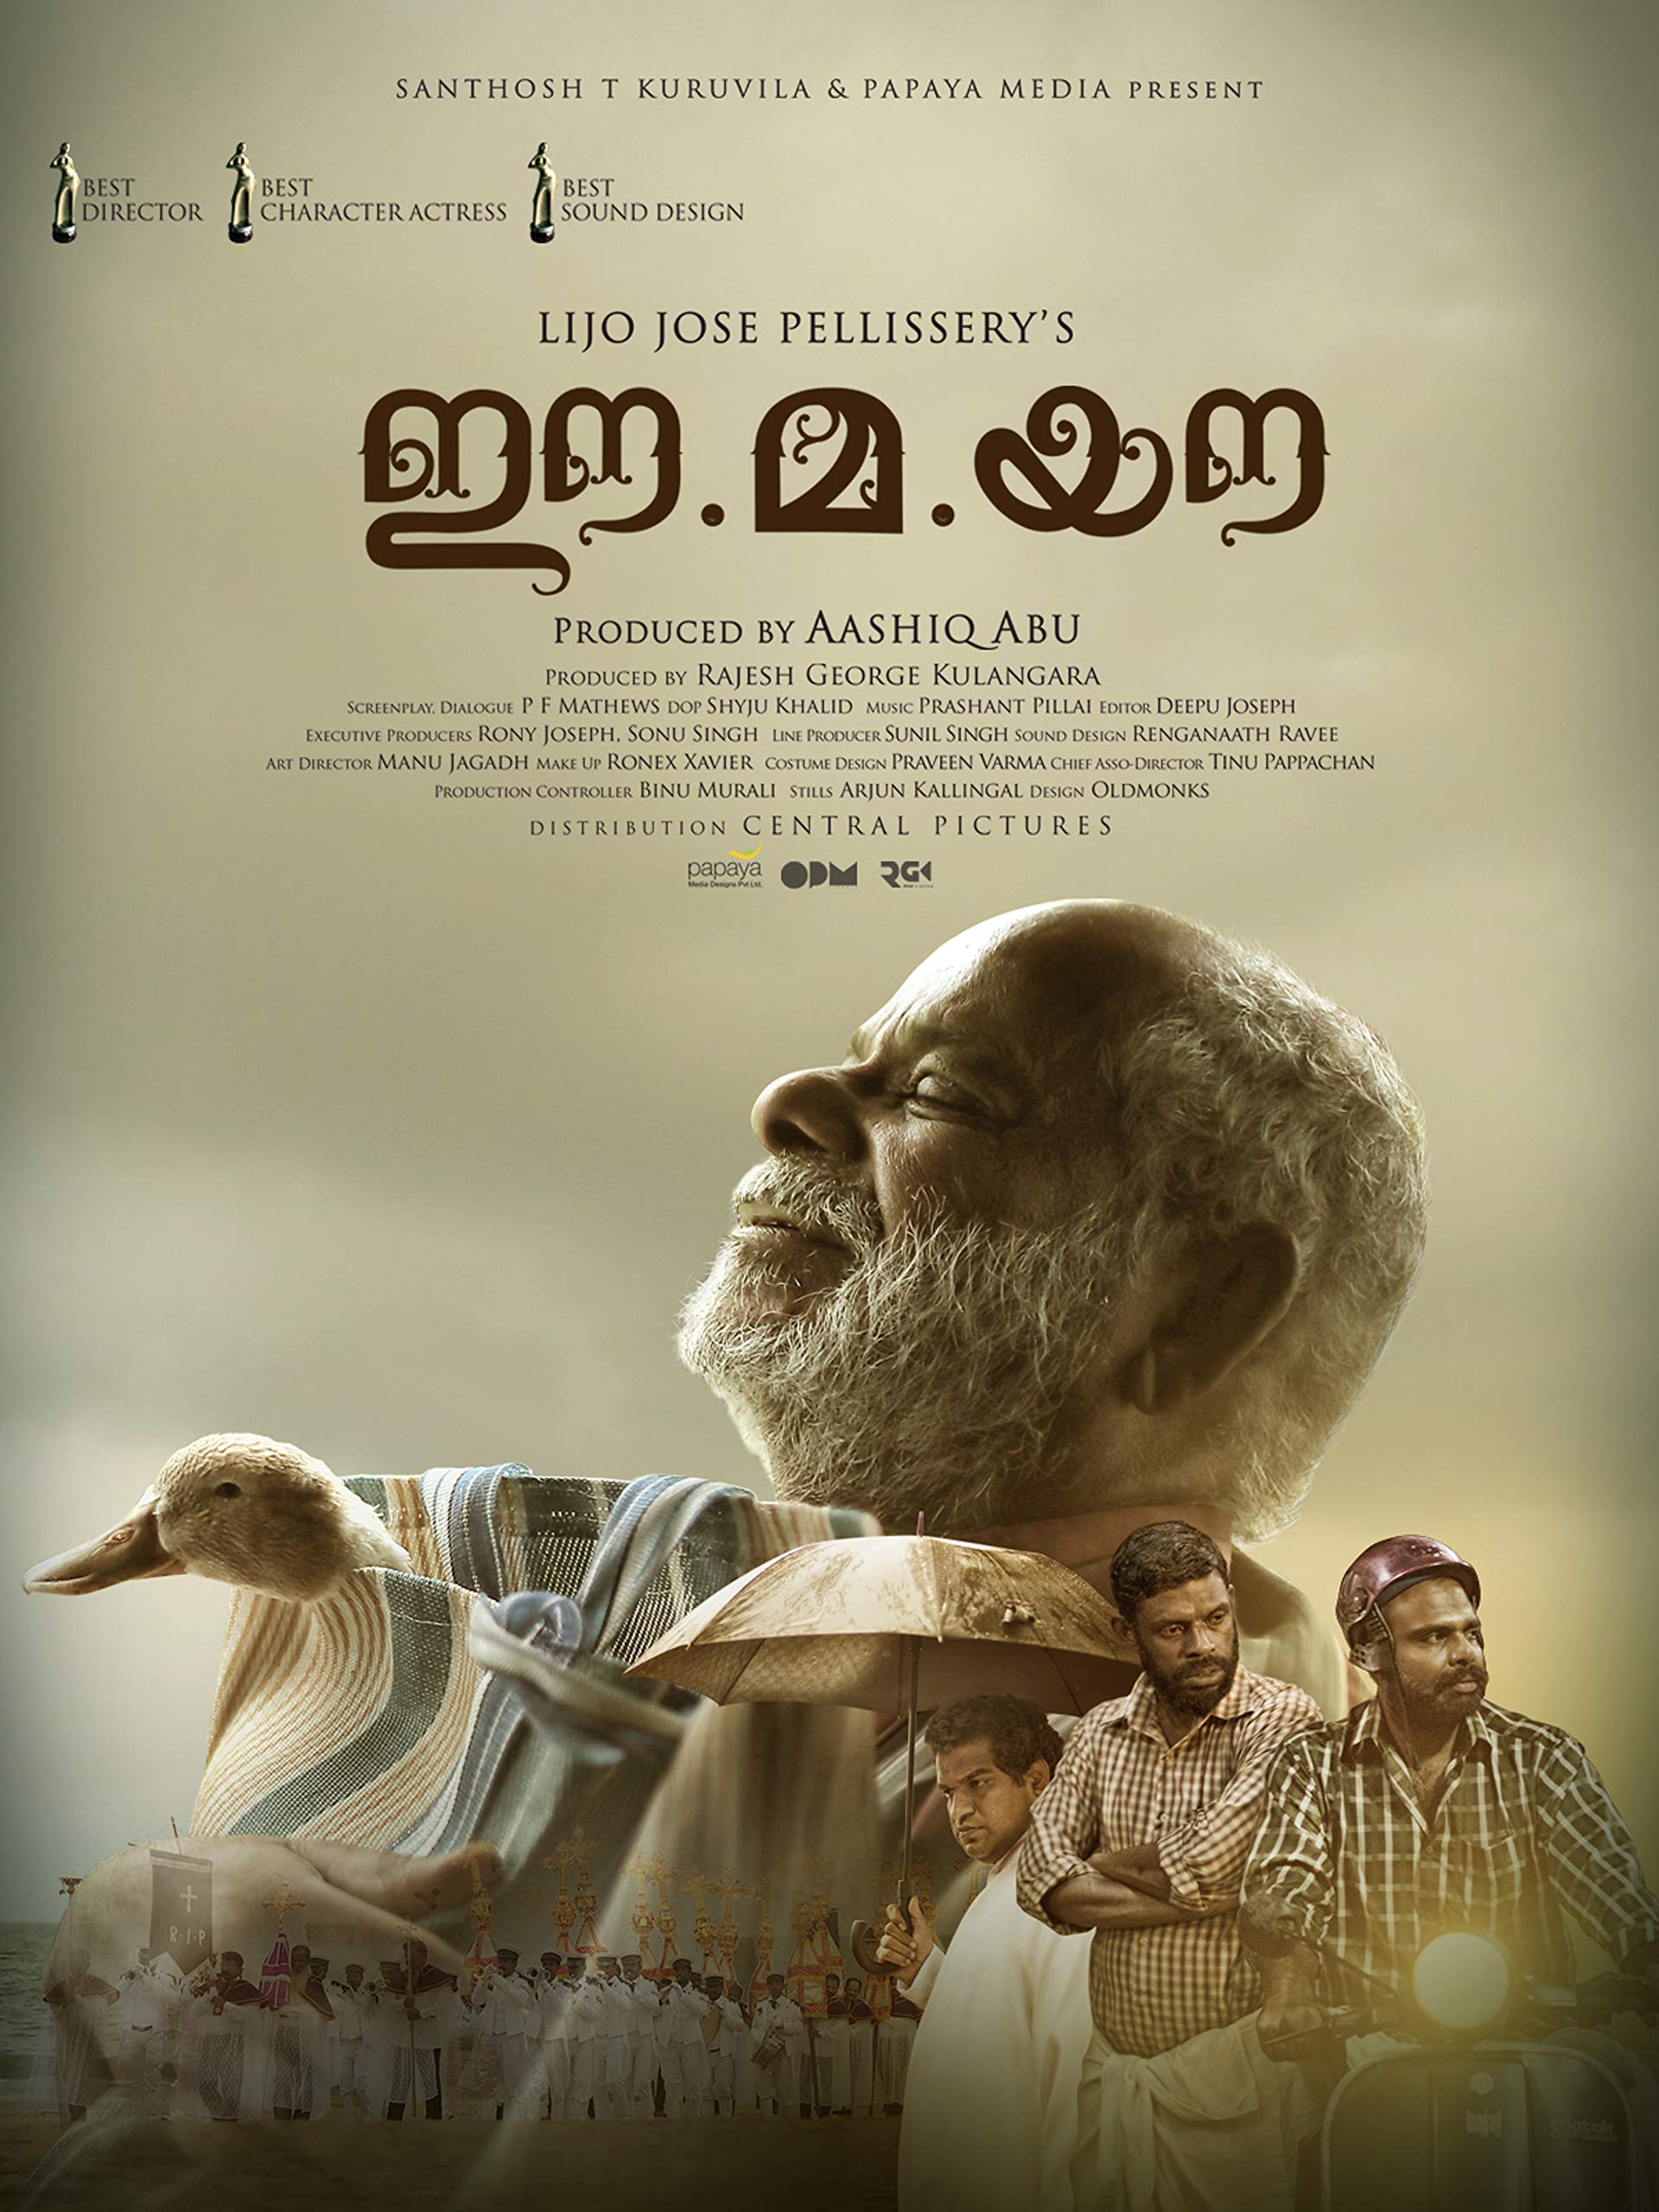 SANTHOSH T KURUVILA & PAPAYA MEDIA PRESENT
BEST DIRECTOR
BEST CHARACTER ACTRESS
BEST SOUND DESIGN
LIJO JOSE PELLISSERY'S
ഈ.മ.യൗ
PRODUCED BY AASHIQ ABU
PRODUCED BY RAJESH GEORGE KULANGARA
SCREENPLAY, DIALOGUE P F MATHEWS DOP SHYJU KHALID MUSIC PRASHANT PILLAI EDITOR DEEPU JOSEPH
EXECUTIVE PRODUCERS RONY JOSEPH, SONU SINGH LINE PRODUCER SUNIL SINGH SOUND DESIGN RENGANAATH RAVEE
ART DIRECTOR MANU JAGADH MAKE UP RONEX XAVIER COSTUME DESIGN PRAVEEN VARMA CHIEF ASSO-DIRECTOR TINU PAPPACHAN
PRODUCTION CONTROLLER BINU MURALI STILLS ARJUN KALLINGAL DESIGN OLDMONKS
DISTRIBUTION CENTRAL PICTURES
papaya OPM RGK
Media Designs Pvt Ltd.
R·I·P